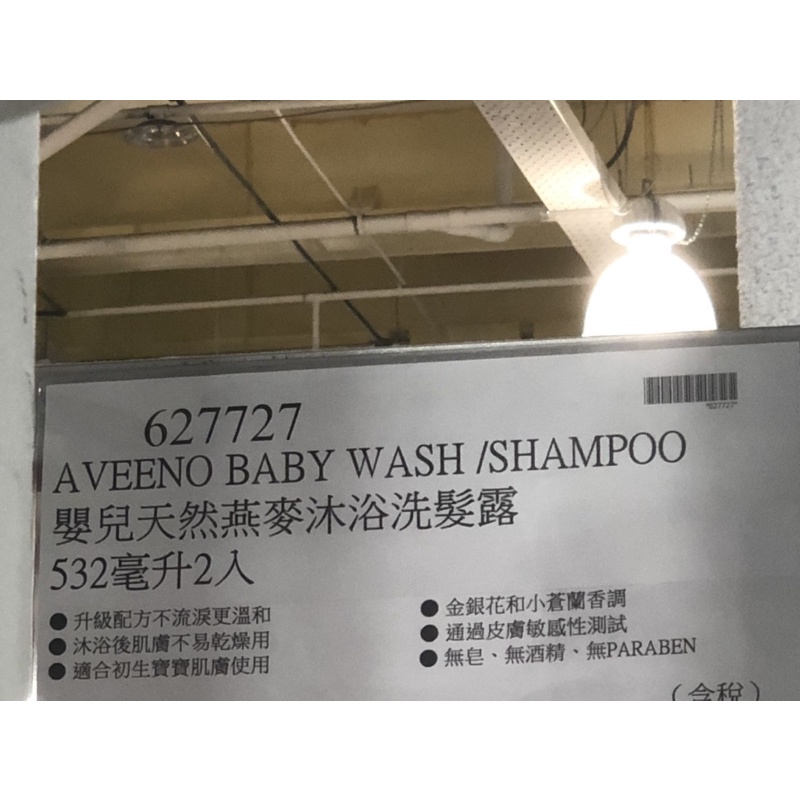 *627727*
627727
AVEENO BABY WASH /SHAMPOO
嬰兒天然燕麥沐浴洗髮露
532毫升2入
● 升級配方不流淚更溫和
● 沐浴後肌膚不易乾燥用
● 適合初生寶寶肌膚使用
● 金銀花和小蒼蘭香調
● 通過皮膚敏感性測試
● 無皂、無酒精、無PARABEN
(含稅)